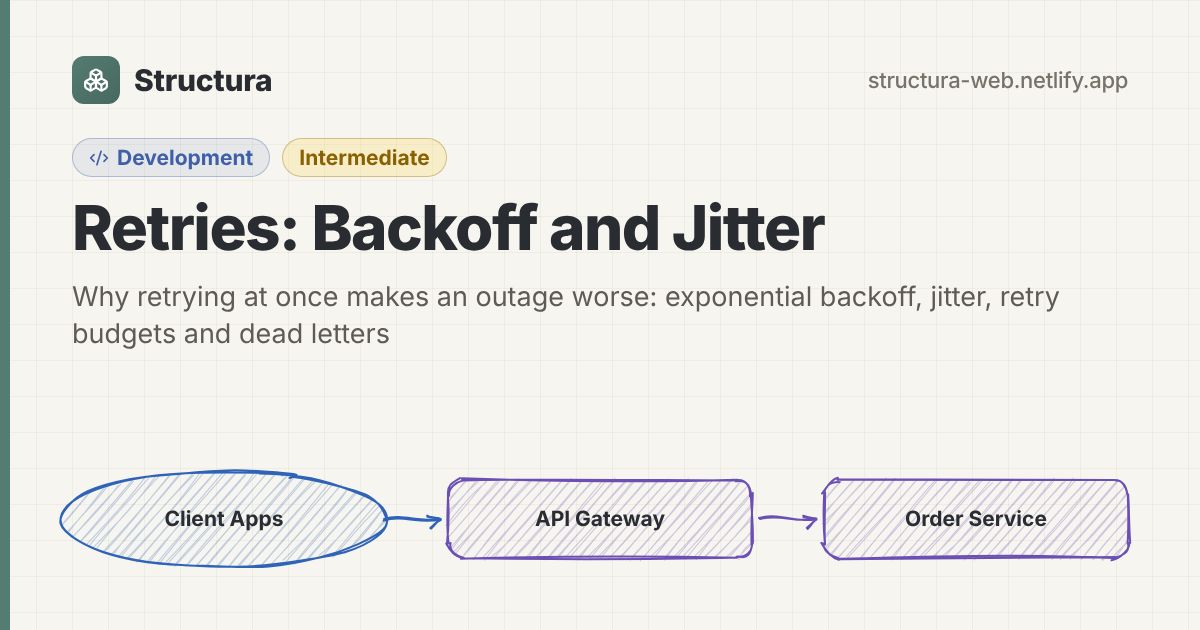 Structura
structura-web.netlify.app
Development
Intermediate
Retries: Backoff and Jitter
Why retrying at once makes an outage worse: exponential backoff, jitter, retry
budgets and dead letters
Client Apps
API Gateway
Order Service